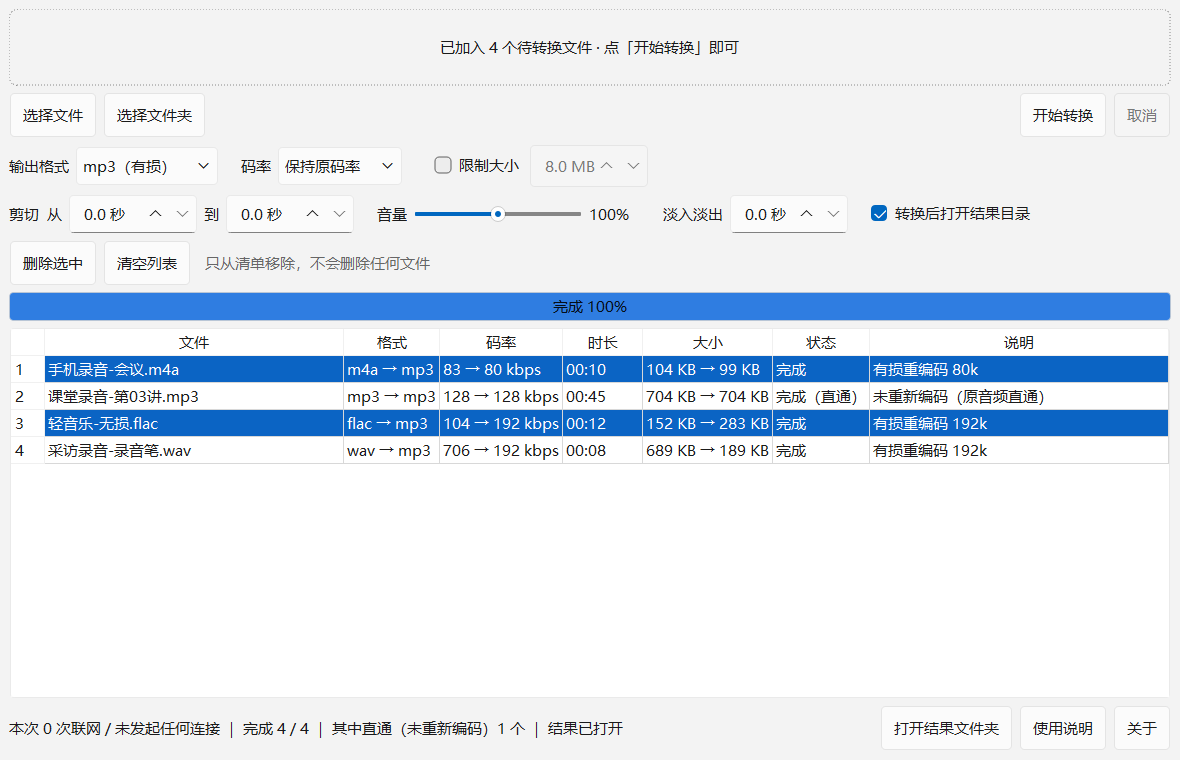 已加入 4 个待转换文件 · 点「开始转换」即可
选择文件 选择文件夹 开始转换 取消
输出格式 mp3（有损） 码率 保持原码率 限制大小 8.0 MB
剪切 从 0.0 秒 到 0.0 秒 音量 100% 淡入淡出 0.0 秒 转换后打开结果目录
删除选中 清空列表 只从清单移除，不会删除任何文件
完成 100%
文件 格式 码率 时长 大小 状态 说明
1 手机录音-会议.m4a m4a → mp3 83 → 80 kbps 00:10 104 KB → 99 KB 完成 有损重编码 80k
2 课堂录音-第03讲.mp3 mp3 → mp3 128 → 128 kbps 00:45 704 KB → 704 KB 完成（直通） 未重新编码（原音频直通）
3 轻音乐-无损.flac flac → mp3 104 → 192 kbps 00:12 152 KB → 283 KB 完成 有损重编码 192k
4 采访录音-录音笔.wav wav → mp3 706 → 192 kbps 00:08 689 KB → 189 KB 完成 有损重编码 192k
本次 0 次联网 / 未发起任何连接 | 完成 4 / 4 | 其中直通（未重新编码）1 个 | 结果已打开 打开结果文件夹 使用说明 关于